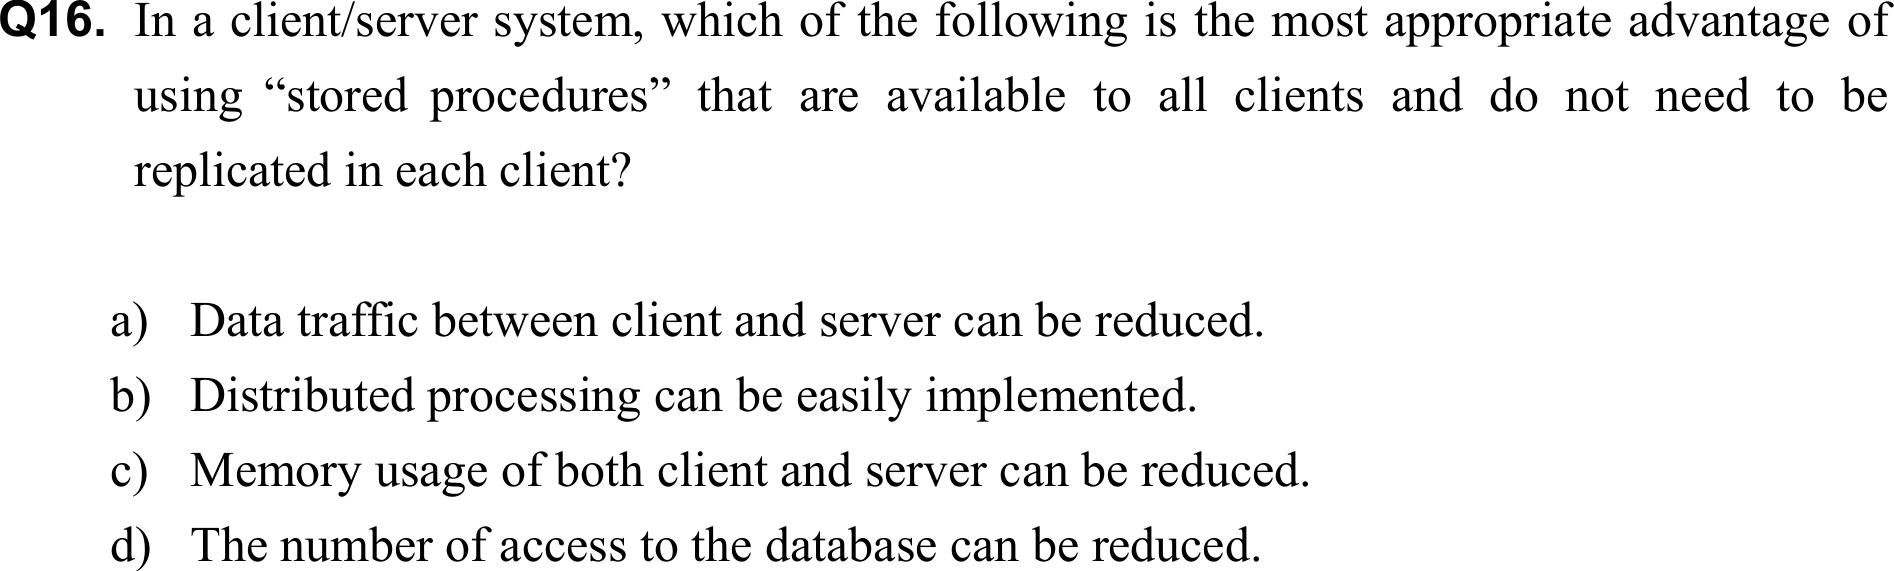 Q16. In a client/server system, which of the following is the most appropriate advantage of
using “stored procedures” that are available to all clients and do not need to be
replicated in each client?
a) Data traffic between client and server can be reduced.
b) Distributed processing can be easily implemented.
c) Memory usage of both client and server can be reduced.
d) The number of access to the database can be reduced.